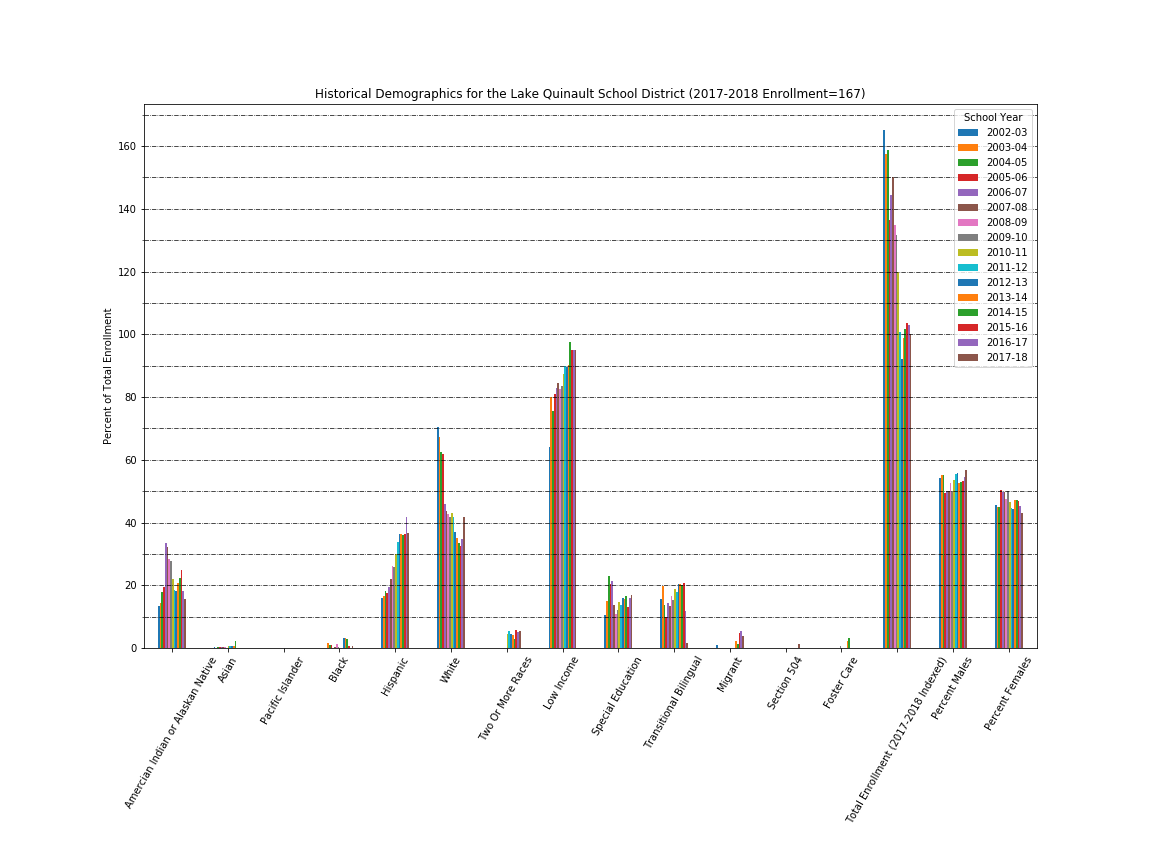 Historical Demographics for the Lake Quinault School District (2017-2018 Enrollment=167)
Percent of Total Enrollment
160
140
120
100
80
60
40
20
0
School Year
2002-03
2003-04
2004-05
2005-06
2006-07
2007-08
2008-09
2009-10
2010-11
2011-12
2012-13
2013-14
2014-15
2015-16
2016-17
2017-18
Amercian Indian or Alaskan Native
Asian
Pacific Islander
Black
Hispanic
White
Two Or More Races
Low Income
Special Education
Transitional Bilingual
Migrant
Section 504
Foster Care
Total Enrollment (2017-2018 Indexed)
Percent Males
Percent Females